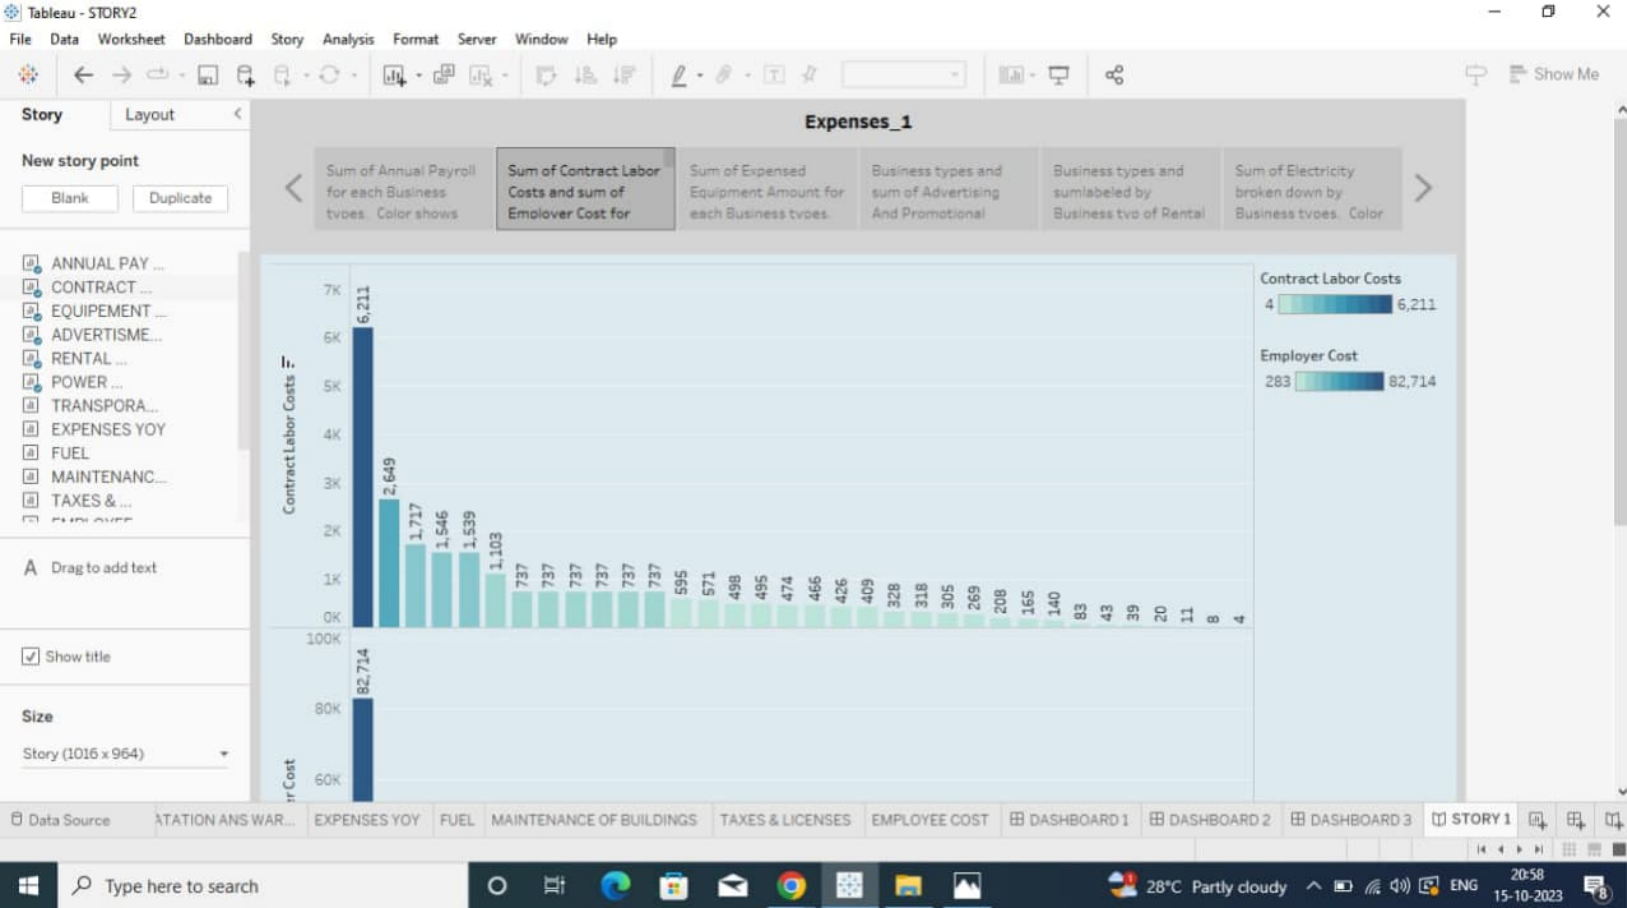 Tableau - STORY2
File Data Worksheet Dashboard Story Analysis Format Server Window Help
Show Me
Story Layout
New story point
Blank Duplicate
ANNUAL PAY ...
CONTRACT ...
EQUIPEMENT ...
ADVERTISME...
RENTAL ...
POWER ...
TRANSPORA...
EXPENSES YOY
FUEL
MAINTENANC...
TAXES & ...
A Drag to add text
Show title
Size
Story (1016 x 964)
Expenses_1
Sum of Annual Payroll
for each Business
types. Color shows
Sum of Contract Labor
Costs and sum of
Employer Cost for
Sum of Expensed
Equipment Amount for
each Business types.
Business types and
sum of Advertising
And Promotional
Business types and
sumlabeled by
Business typ of Rental
Sum of Electricity
broken down by
Business types. Color
Contract Labor Costs
7K
6K
5K
4K
3K
2K
1K
0K
6,211 2,649 1,717 1,546 1,539 1,103 737 737 737 737 737 737 595 571 498 495 474 466 426 409 328 318 305 269 208 165 140 83 43 39 20 11 8 4
r Cost
100K
80K
60K
82,714
Contract Labor Costs
4 6,211
Employer Cost
283 82,714
Data Source ATATION ANS WAR... EXPENSES YOY FUEL MAINTENANCE OF BUILDINGS TAXES & LICENSES EMPLOYEE COST DASHBOARD 1 DASHBOARD 2 DASHBOARD 3 STORY 1
Type here to search
28°C Partly cloudy ENG
20:58
15-10-2023
8